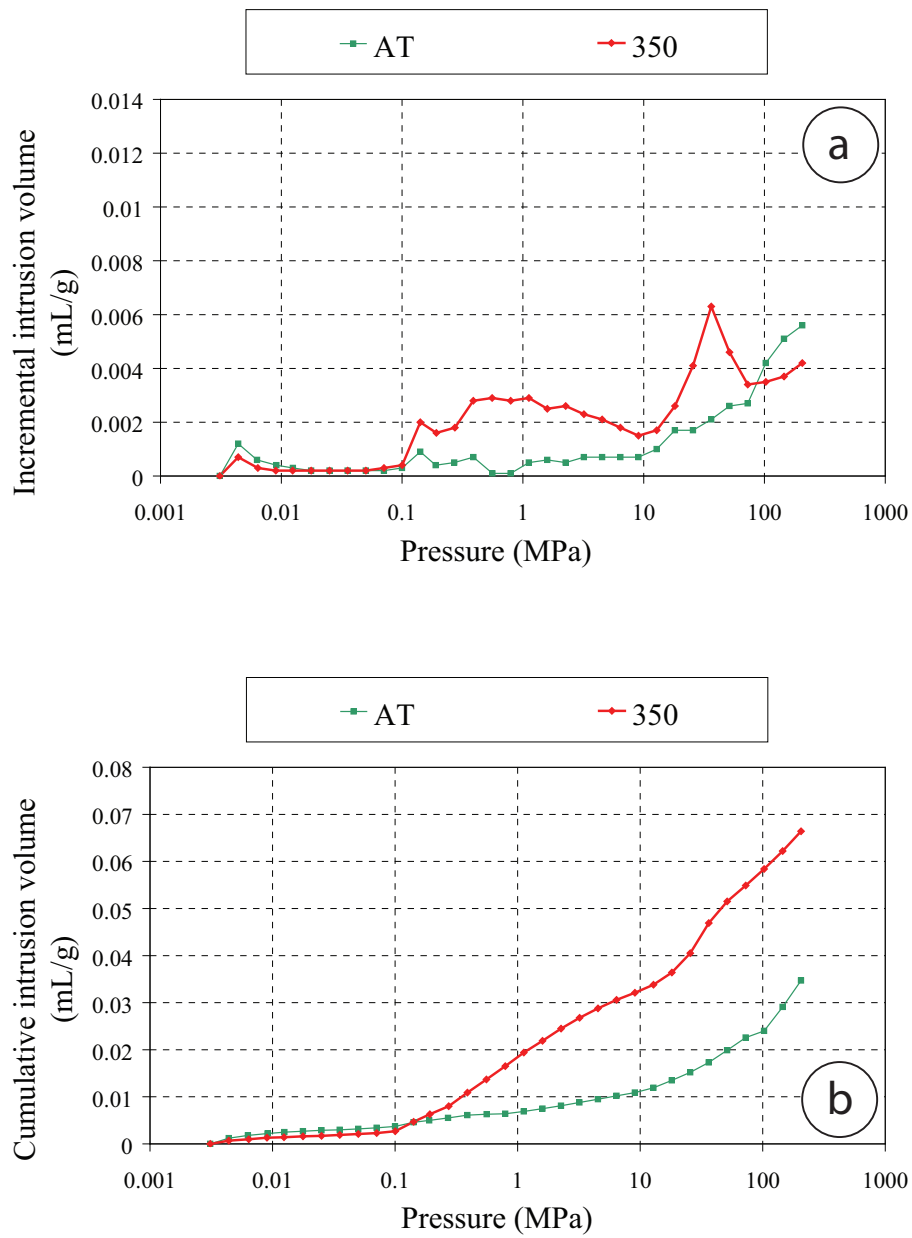 AT 350
0.014
0.012
0.01
0.008
0.006
0.004
0.002
0
Incremental intrusion volume
(mL/g)
a
0.001 0.01 0.1 1 10 100 1000
Pressure (MPa)
AT 350
0.08
0.07
0.06
0.05
0.04
0.03
0.02
0.01
0
Cumulative intrusion volume
(mL/g)
b
0.001 0.01 0.1 1 10 100 1000
Pressure (MPa)